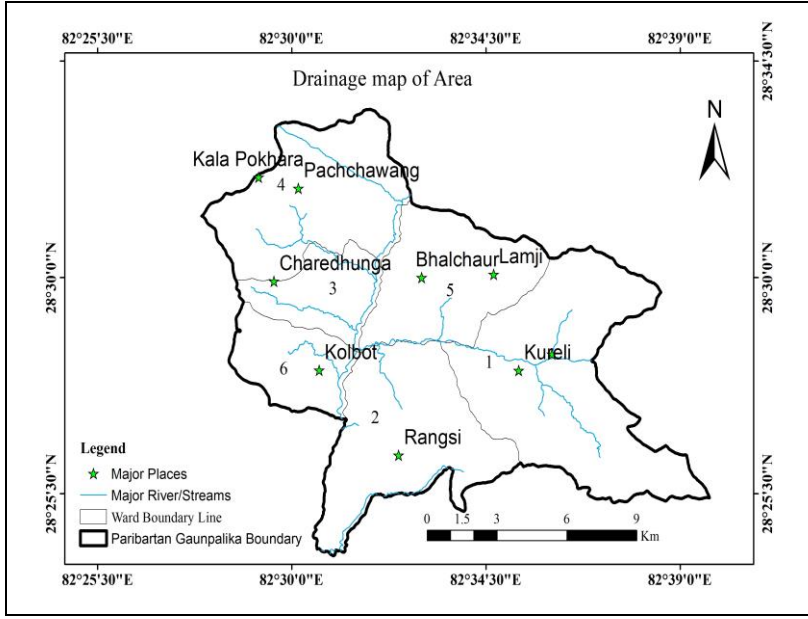 82°25'30"E 82°30'0"E 82°34'30"E 82°39'0"E
28°34'30"N
Drainage map of Area
N
Kala Pokhara
4 Pachchawang
Charedhunga
3
Bhalchaur Lamji
5
28°30'0"N
28°30'0"N
Kolbot
6
1 Kureli
2
Rangsi
Legend
Major Places
Major River/Streams
Ward Boundary Line
Paribartan Gaunpalika Boundary
0 1.5 3 6 9
Km
28°25'30"N
28°25'30"N
82°25'30"E 82°30'0"E 82°34'30"E 82°39'0"E
28°34'30"N